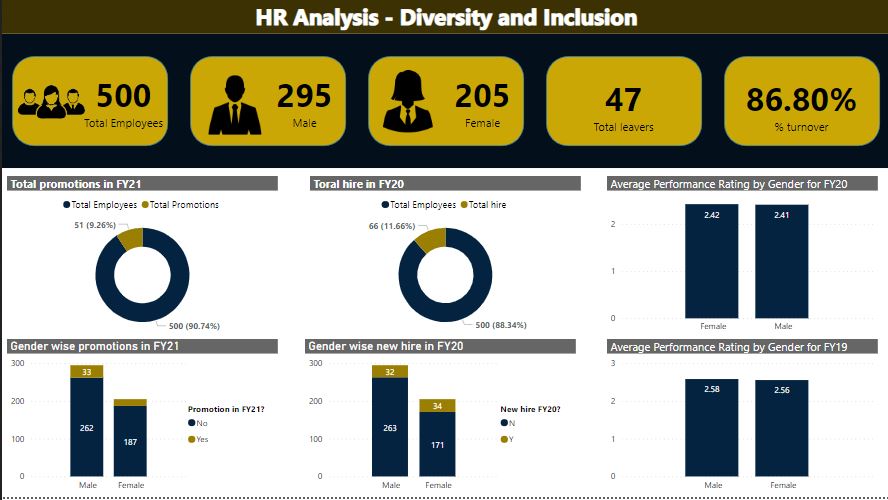 HR Analysis - Diversity and Inclusion
500
Total Employees
295
Male
205
Female
47
Total leavers
86.80%
% turnover
Total promotions in FY21
Total Employees Total Promotions
51 (9.26%)
500 (90.74%)
Toral hire in FY20
Total Employees Total hire
66 (11.66%)
500 (88.34%)
Average Performance Rating by Gender for FY20
2
1
0
2.42
2.41
Female Male
Gender wise promotions in FY21
300
200
100
0
33
262
187
Male Female
Promotion in FY21?
No
Yes
Gender wise new hire in FY20
300
200
100
0
32
263
34
171
Male Female
New hire FY20?
N
Y
Average Performance Rating by Gender for FY19
3
2
1
0
2.58
2.56
Female Male